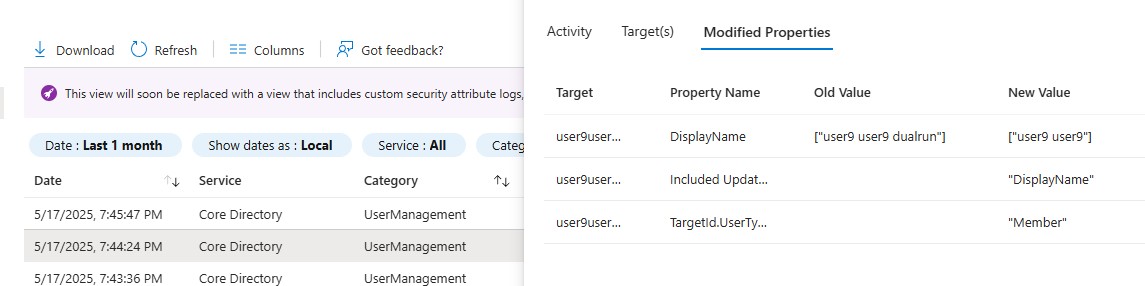 Download Refresh Columns Got feedback?
This view will soon be replaced with a view that includes custom security attribute logs,
Date : Last 1 month Show dates as : Local Service : All Categ
Date Service Category
5/17/2025, 7:45:47 PM Core Directory UserManagement
5/17/2025, 7:44:24 PM Core Directory UserManagement
5/17/2025, 7:43:36 PM Core Directory UserManagement
Activity Target(s) Modified Properties
Target Property Name Old Value New Value
user9user... DisplayName ["user9 user9 dualrun"] ["user9 user9"]
user9user... Included Updat... "DisplayName"
user9user... TargetId.UserTy... "Member"